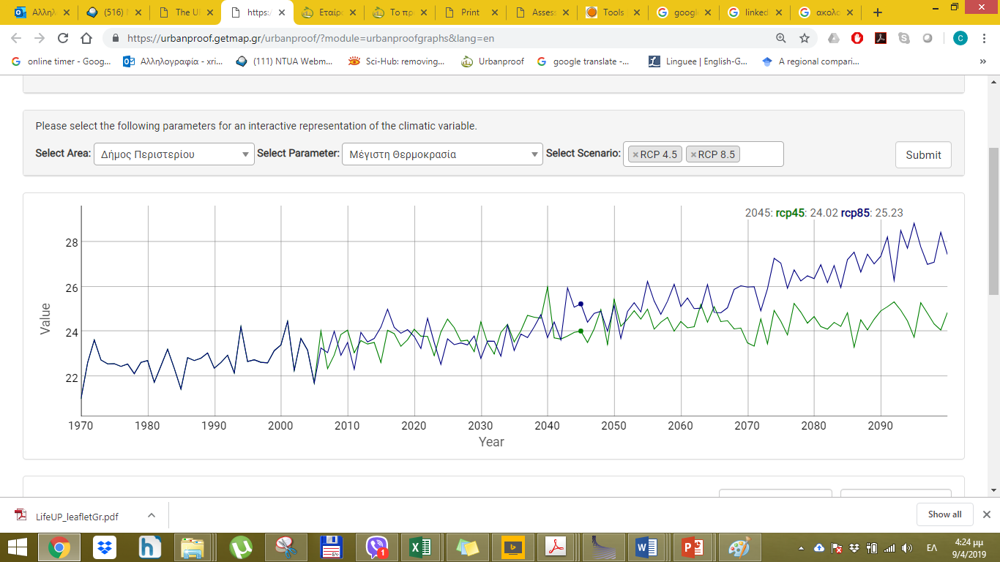 Αλλη
(516)
The U
https:/
Εταιρ
Το πρ
Print
Assess
Tools
googl
linked
ακολ
https://urbanproof.getmap.gr/urbanproof/?module=urbanproofgraphs&lang=en
C
online timer - Goog...
Αλληλογραφία - xri...
(111) NTUA Webm...
Sci-Hub: removing...
Urbanproof
google translate -...
Linguee | English-G...
A regional compari...
»
Please select the following parameters for an interactive representation of the climatic variable.
Select Area: Δήμος Περιστερίου Select Parameter: Μέγιστη Θερμοκρασία Select Scenario: ×RCP 4.5 ×RCP 8.5 Submit
2045: rcp45: 24.02 rcp85: 25.23
28
26
24
22
Value
1970 1980 1990 2000 2010 2020 2030 2040 2050 2060 2070 2080 2090
Year
LifeUP_leafletGr.pdf
Show all
ΕΛ
4:24 μμ
9/4/2019